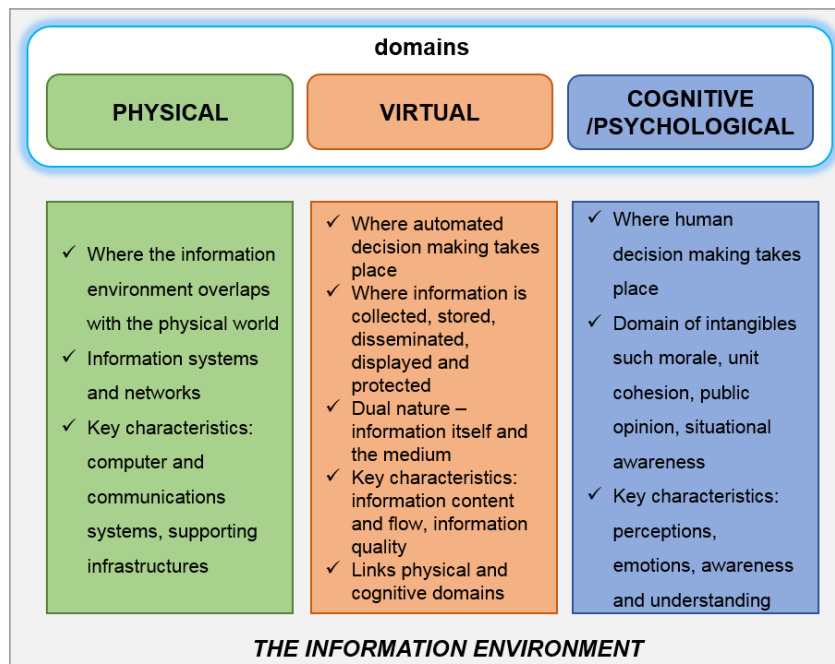 domains
PHYSICAL
VIRTUAL
COGNITIVE
/PSYCHOLOGICAL
✓ Where the information
environment overlaps
with the physical world
✓ Information systems
and networks
✓ Key characteristics:
computer and
communications
systems, supporting
infrastructures
✓ Where automated
decision making takes
place
✓ Where information is
collected, stored,
disseminated,
displayed and
protected
✓ Dual nature –
information itself and
the medium
✓ Key characteristics:
information content
and flow, information
quality
✓ Links physical and
cognitive domains
✓ Where human
decision making takes
place
✓ Domain of intangibles
such morale, unit
cohesion, public
opinion, situational
awareness
✓ Key characteristics:
perceptions,
emotions, awareness
and understanding
THE INFORMATION ENVIRONMENT